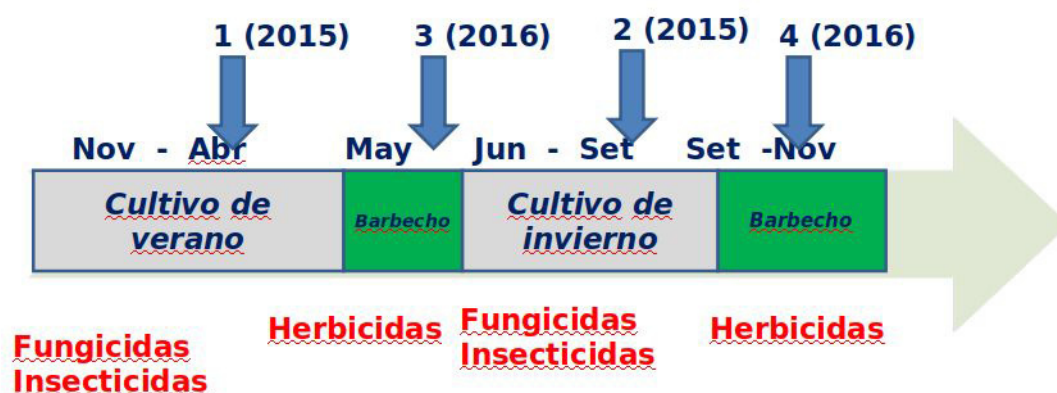 1 (2015) 3 (2016) 2 (2015) 4 (2016)
Nov - Abr May Jun - Set Set -Nov
Cultivo de
verano
Barbecho
Cultivo de
invierno
Barbecho
Fungicidas
Insecticidas
Herbicidas
Fungicidas
Insecticidas
Herbicidas